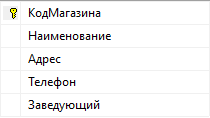 КодМагазина
Наименование
Адрес
Телефон
Заведующий